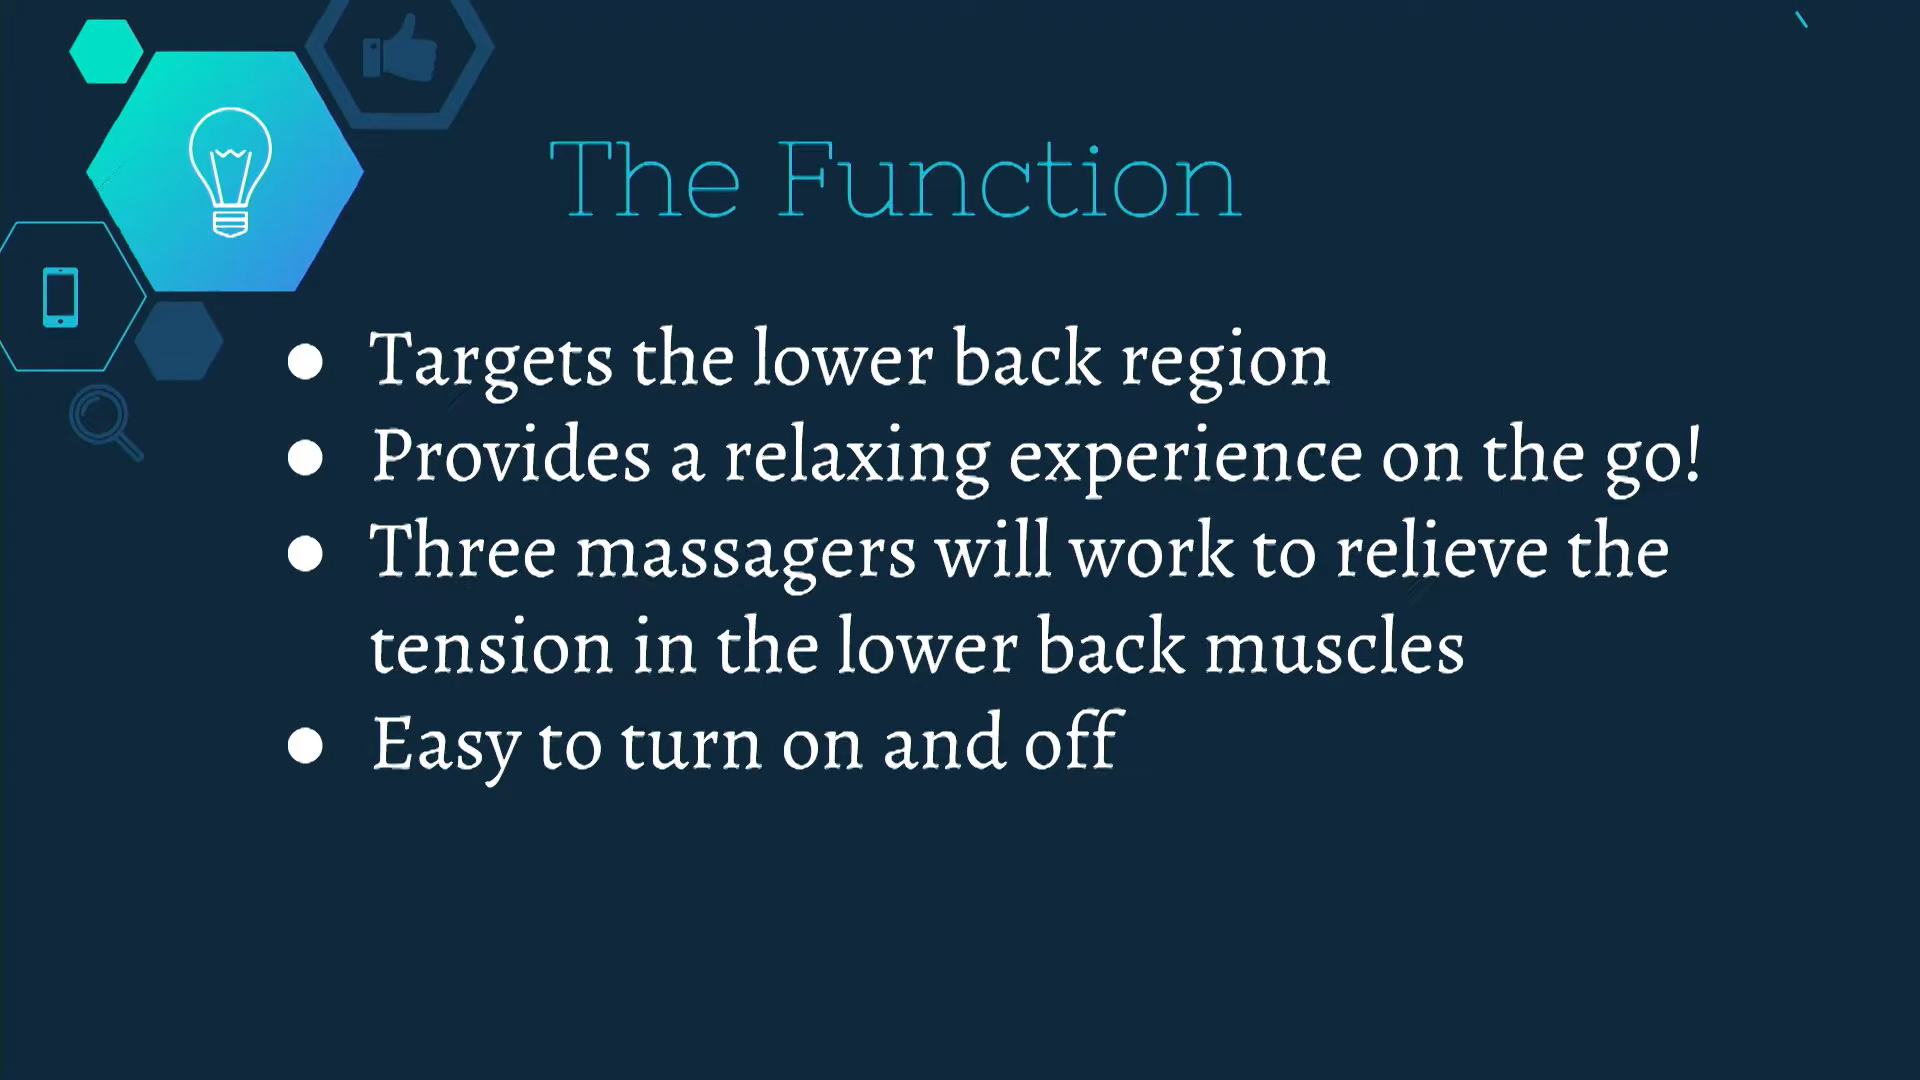 The Function
● Targets the lower back region
● Provides a relaxing experience on the go!
● Three massagers will work to relieve the
tension in the lower back muscles
● Easy to turn on and off